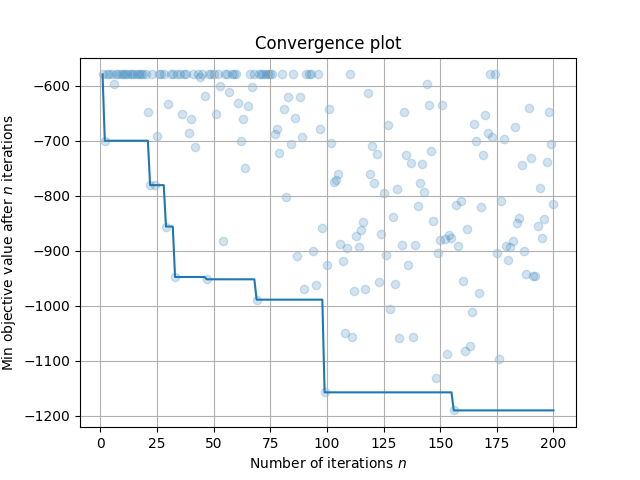 Convergence plot
Min objective value after n iterations
−600
−700
−800
−900
−1000
−1100
−1200
0 25 50 75 100 125 150 175 200
Number of iterations n